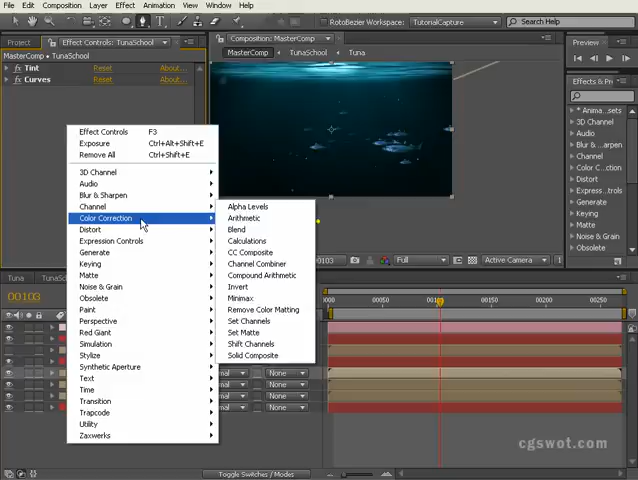 File Edit Composition Layer Effect Animation View Window Help
RotoBezier Workspace: TutorialCapture Search Help
Project Effect Controls: TunaSchool
MasterComp • TunaSchool
Tint Reset About...
Curves Reset About...
Composition: MasterComp
MasterComp TunaSchool Tuna
Preview
Effects & Pre
* Anima...
3D Channel
Audio
Blur & Sharpen
Channel
Color C...
Distort
Express...trols
Generate
Keying
Matte
Noise & Grain
Obsolete
Effect Controls F3
Exposure Ctrl+Alt+Shift+E
Remove All Ctrl+Shift+E
3D Channel
Audio
Blur & Sharpen
Channel
Color Correction
Distort
Expression Controls
Generate
Keying
Matte
Noise & Grain
Obsolete
Paint
Perspective
Red Giant
Simulation
Stylize
Synthetic Aperture
Text
Time
Transition
Trapcode
Utility
Zaxwerks
Alpha Levels
Arithmetic
Blend
Calculations
CC Composite
Channel Combiner
Compound Arithmetic
Invert
Minimax
Remove Color Matting
Set Channels
Set Matte
Shift Channels
Solid Composite
00103 Full Active Camera
Tuna TunaSch
00103
0000 00050 00100 00150 00200 00250
None
None
None
None
Toggle Switches / Modes
cgswot.com